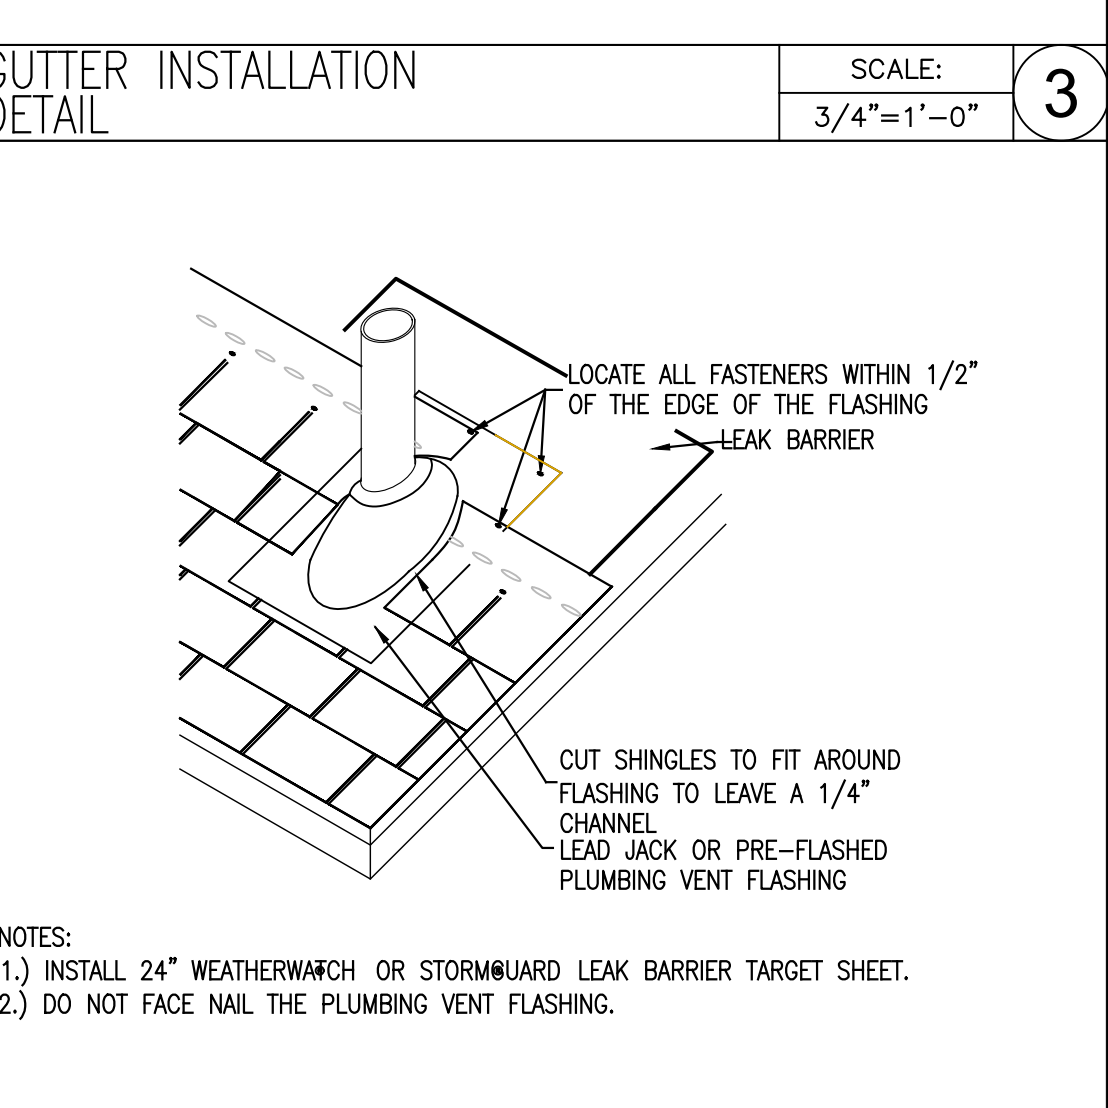 INSTALLATION
SCALE:
3
3/4"=1'-0"
LOCATE ALL FASTENERS WITHIN 1/2"
OF THE EDGE OF THE FLASHING
LEAK BARRIER
CUT SHINGLES TO FIT AROUND
FLASHING TO LEAVE A 1/4"
CHANNEL
LEAD JACK OR PRE-FLASHED
PLUMBING VENT FLASHING
NOTES:
1.) INSTALL 24" WEATHERWATCH ® OR STORMGUARD ® LEAK BARRIER TARGET SHEET.
2.) DO NOT FACE NAIL THE PLUMBING VENT FLASHING.